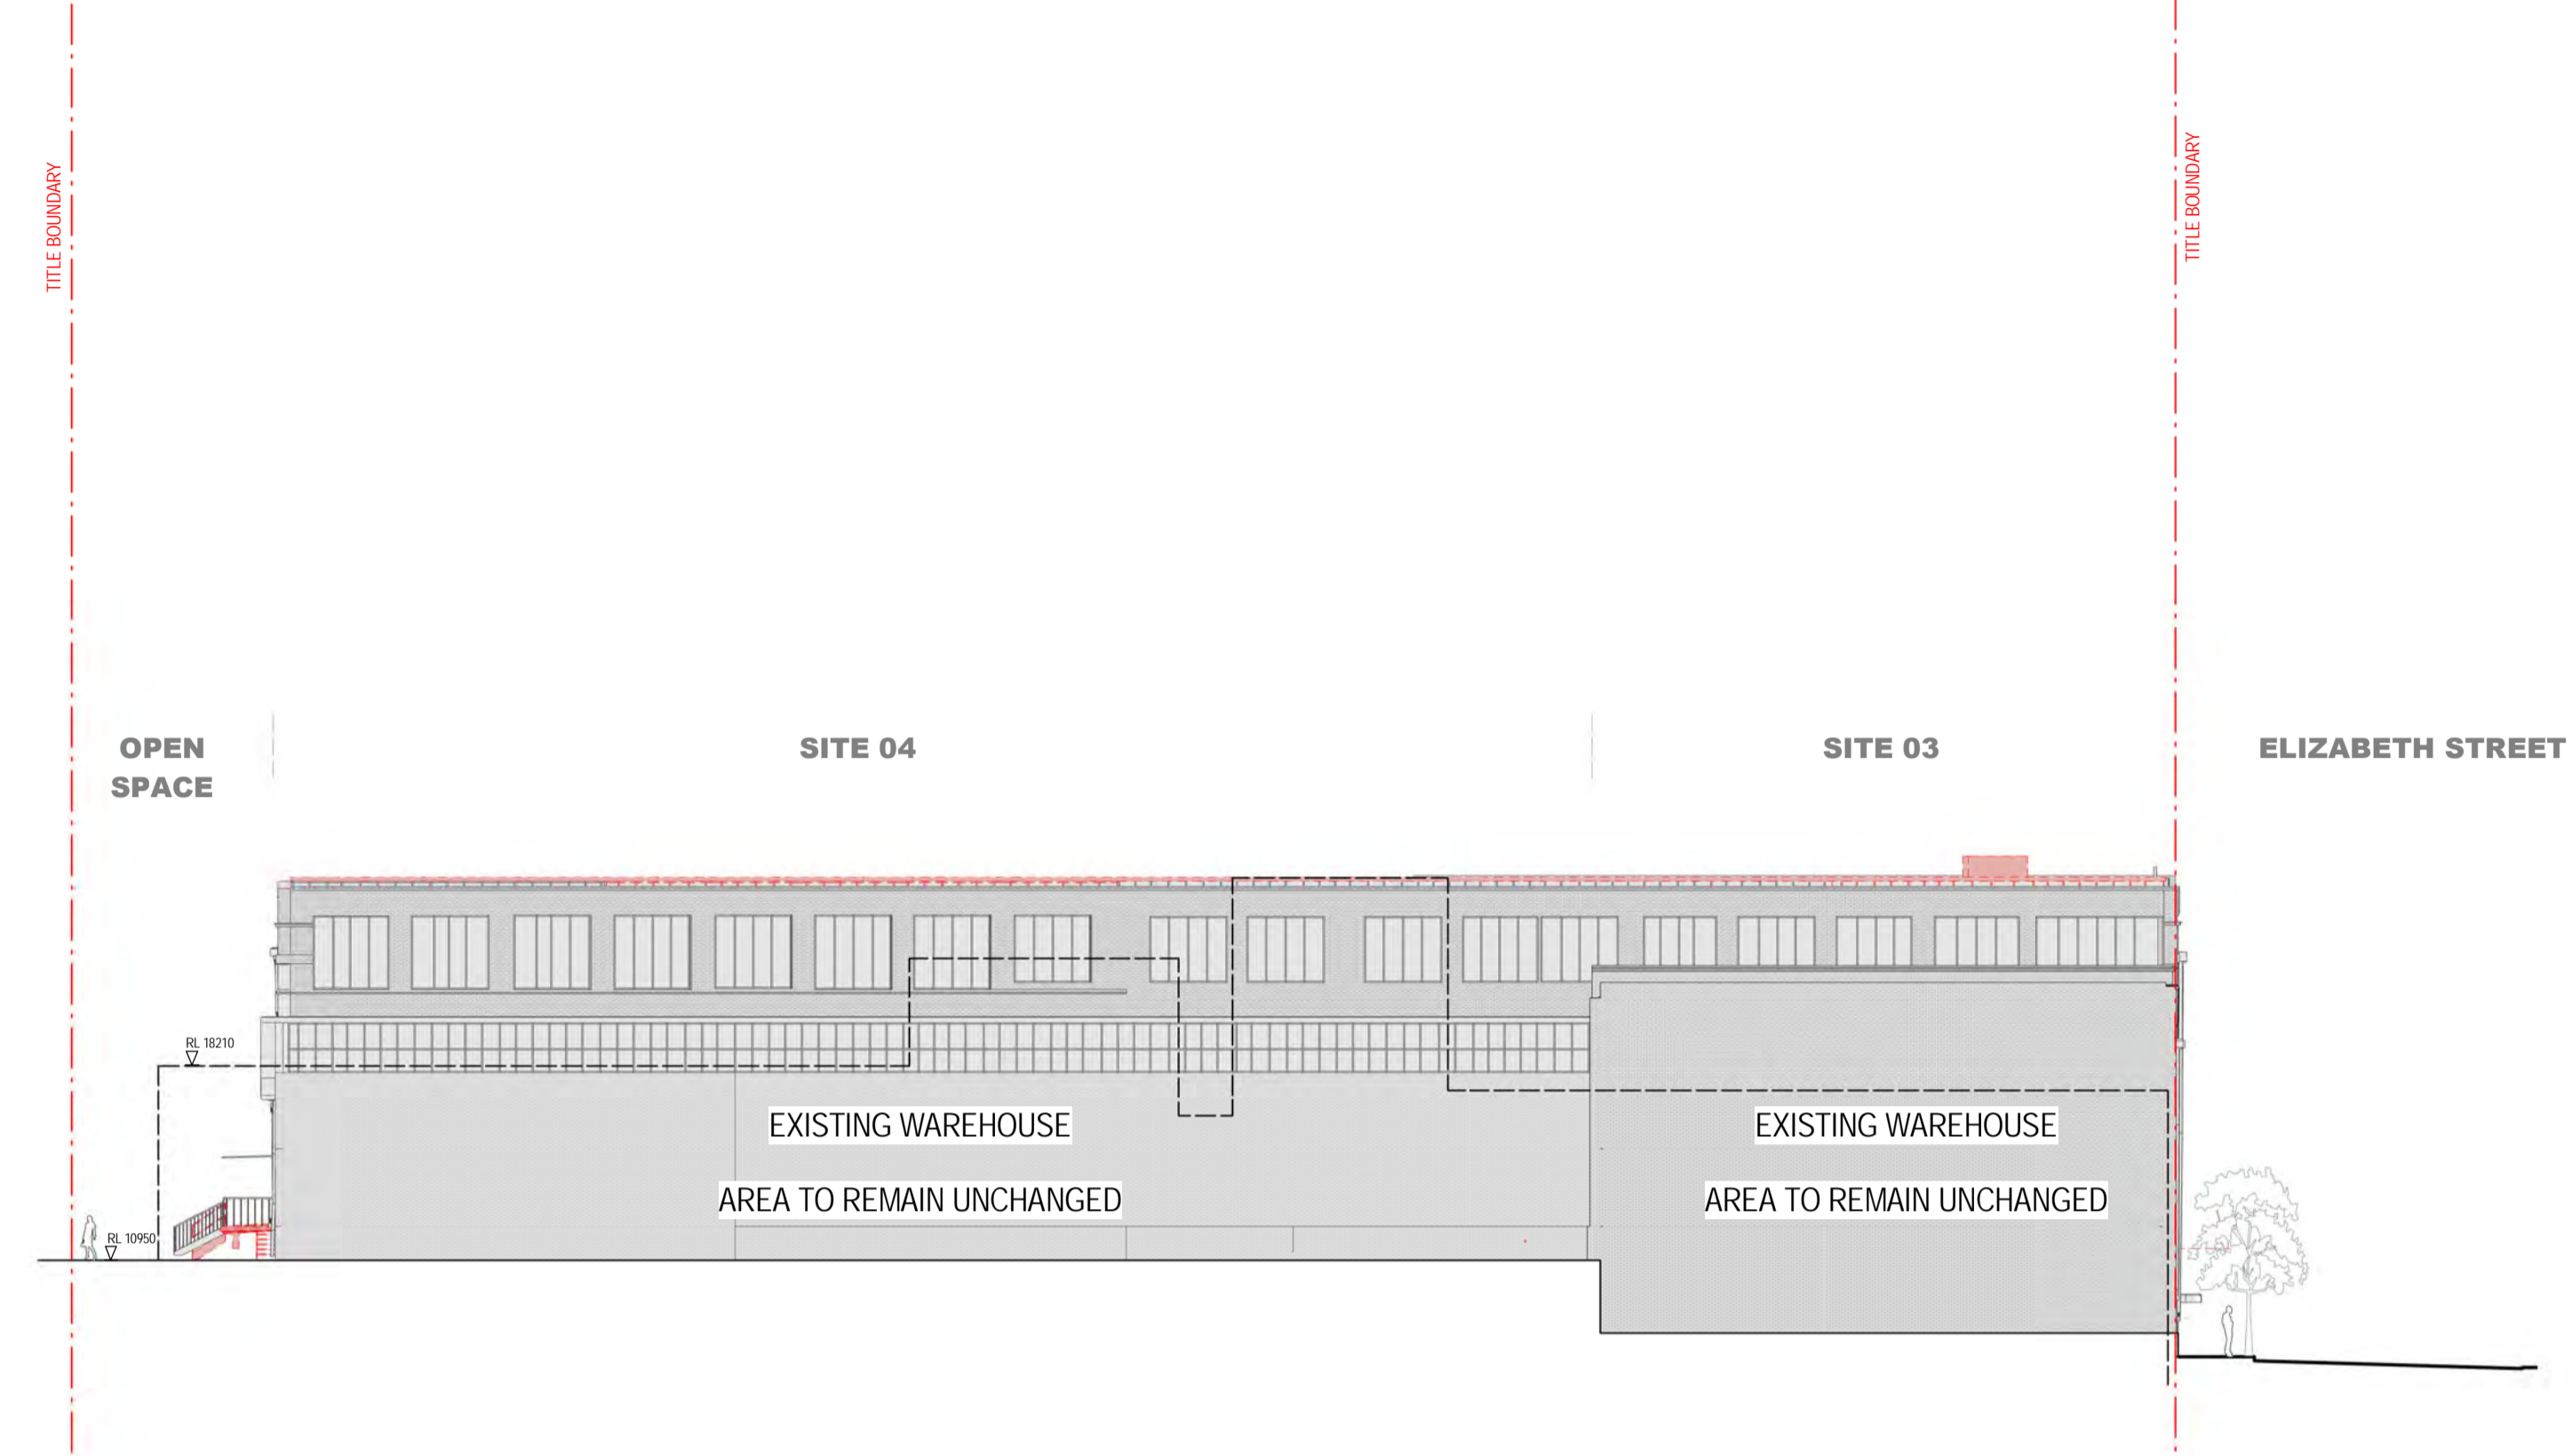 TITLE BOUNDARY
TITLE BOUNDARY
OPEN
SPACE
SITE 04
SITE 03
ELIZABETH STREET
RL 18210
EXISTING WAREHOUSE
EXISTING WAREHOUSE
AREA TO REMAIN UNCHANGED
AREA TO REMAIN UNCHANGED
RL 10950